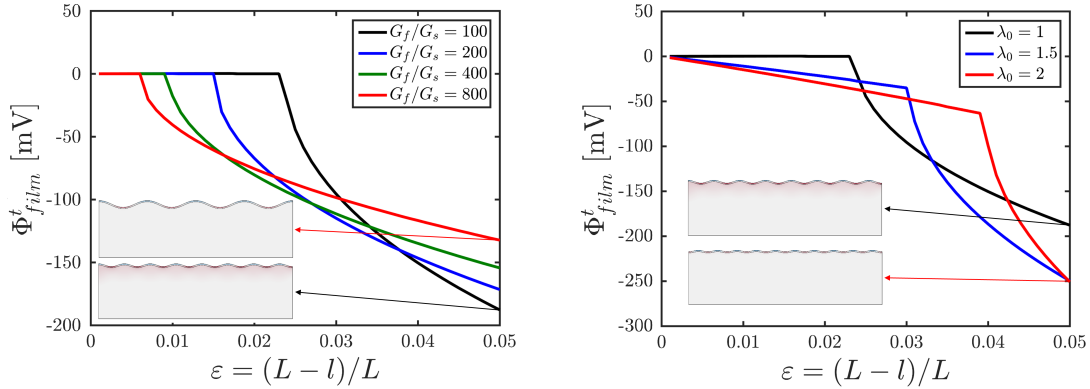 0
-50
-100
-150
-200
Φ^t_film [mV]
0
0.01
0.02
0.03
0.04
0.05
ε = (L − l)/L
G_f/G_s = 100
G_f/G_s = 200
G_f/G_s = 400
G_f/G_s = 800
50
0
-50
-100
-150
-200
-250
-300
Φ^t_film [mV]
0
0.01
0.02
0.03
0.04
0.05
ε = (L − l)/L
λ_0 = 1
λ_0 = 1.5
λ_0 = 2